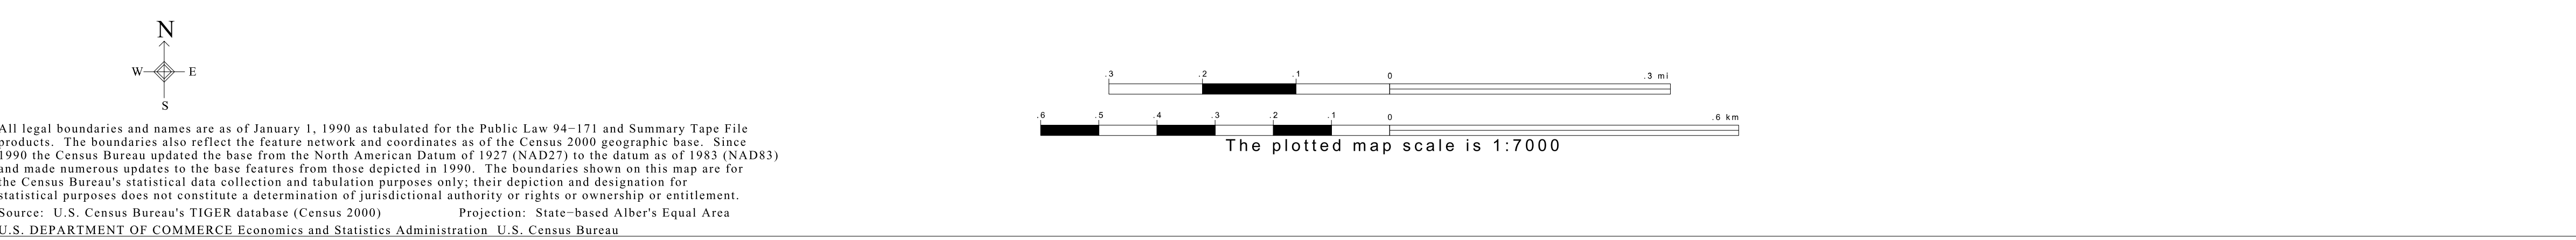 N
W E
S
All legal boundaries and names are as of January 1, 1990 as tabulated for the Public Law 94−171 and Summary Tape File
products.  The boundaries also reflect the feature network and coordinates as of the Census 2000 geographic base.  Since
1990 the Census Bureau updated the base from the North American Datum of 1927 (NAD27) to the datum as of 1983 (NAD83)
and made numerous updates to the base features from those depicted in 1990.  The boundaries shown on this map are for
the Census Bureau's statistical data collection and tabulation purposes only; their depiction and designation for
statistical purposes does not constitute a determination of jurisdictional authority or rights or ownership or entitlement.
Source:  U.S. Census Bureau's TIGER database (Census 2000) Projection:  State−based Alber's Equal Area
U.S. DEPARTMENT OF COMMERCE Economics and Statistics Administration  U.S. Census Bureau
.3 .2 .1 0 .3 mi
.6 .5 .4 .3 .2 .1 0 .6 km
The plotted map scale is 1:7000